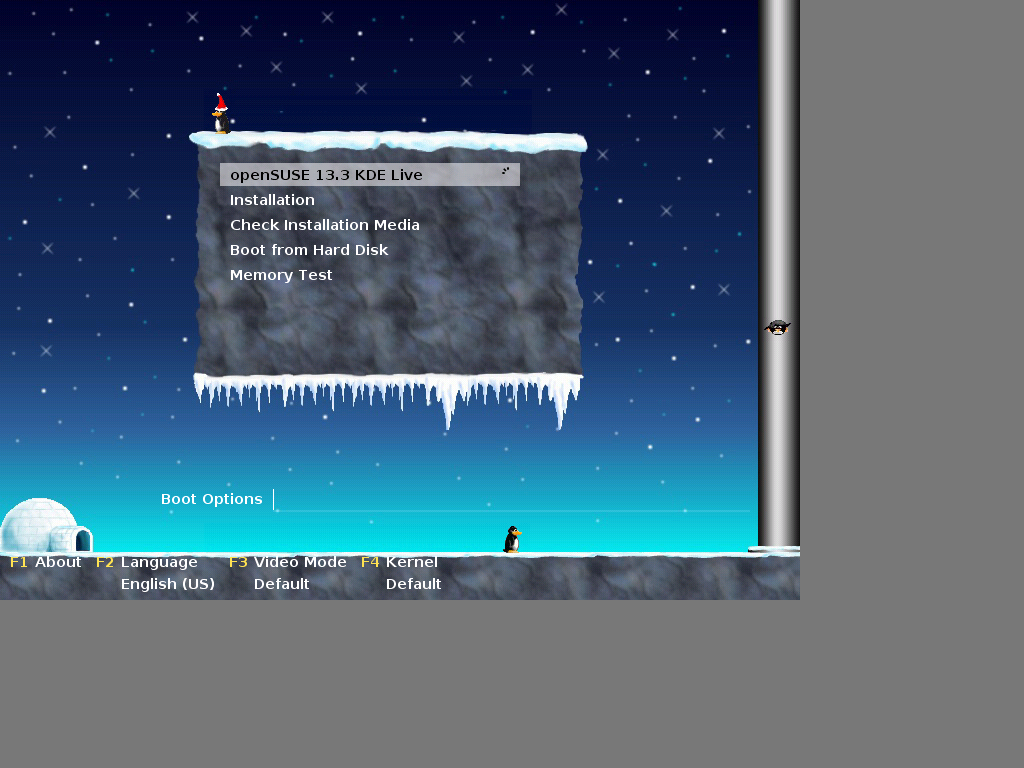 openSUSE 13.3 KDE Live
Installation
Check Installation Media
Boot from Hard Disk
Memory Test
Boot Options
F1 About F2 Language F3 Video Mode F4 Kernel
English (US) Default Default